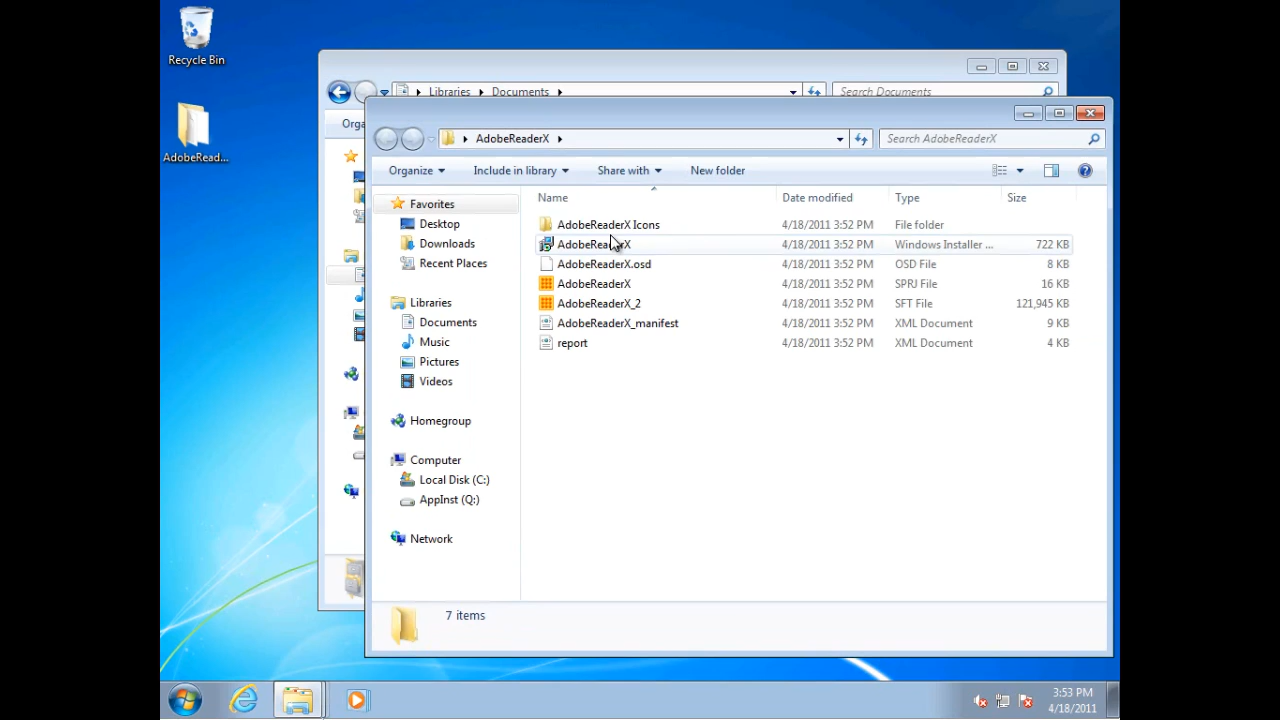 Recycle Bin
AdobeRead...
Libraries
Documents
Search Documents
Orga
AdobeReaderX
Search AdobeReaderX
Organize
Include in library
Share with
New folder
Name
Date modified
Type
Size
AdobeReaderX Icons
4/18/2011 3:52 PM
File folder
AdobeReaderX
4/18/2011 3:52 PM
Windows Installer ...
722 KB
AdobeReaderX.osd
4/18/2011 3:52 PM
OSD File
8 KB
AdobeReaderX
4/18/2011 3:52 PM
SPRJ File
16 KB
AdobeReaderX_2
4/18/2011 3:52 PM
SFT File
121,945 KB
AdobeReaderX_manifest
4/18/2011 3:52 PM
XML Document
9 KB
report
4/18/2011 3:52 PM
XML Document
4 KB
Favorites
Desktop
Downloads
Recent Places
Libraries
Documents
Music
Pictures
Videos
Homegroup
Computer
Local Disk (C:)
AppInst (Q:)
Network
7 items
3:53 PM
4/18/2011